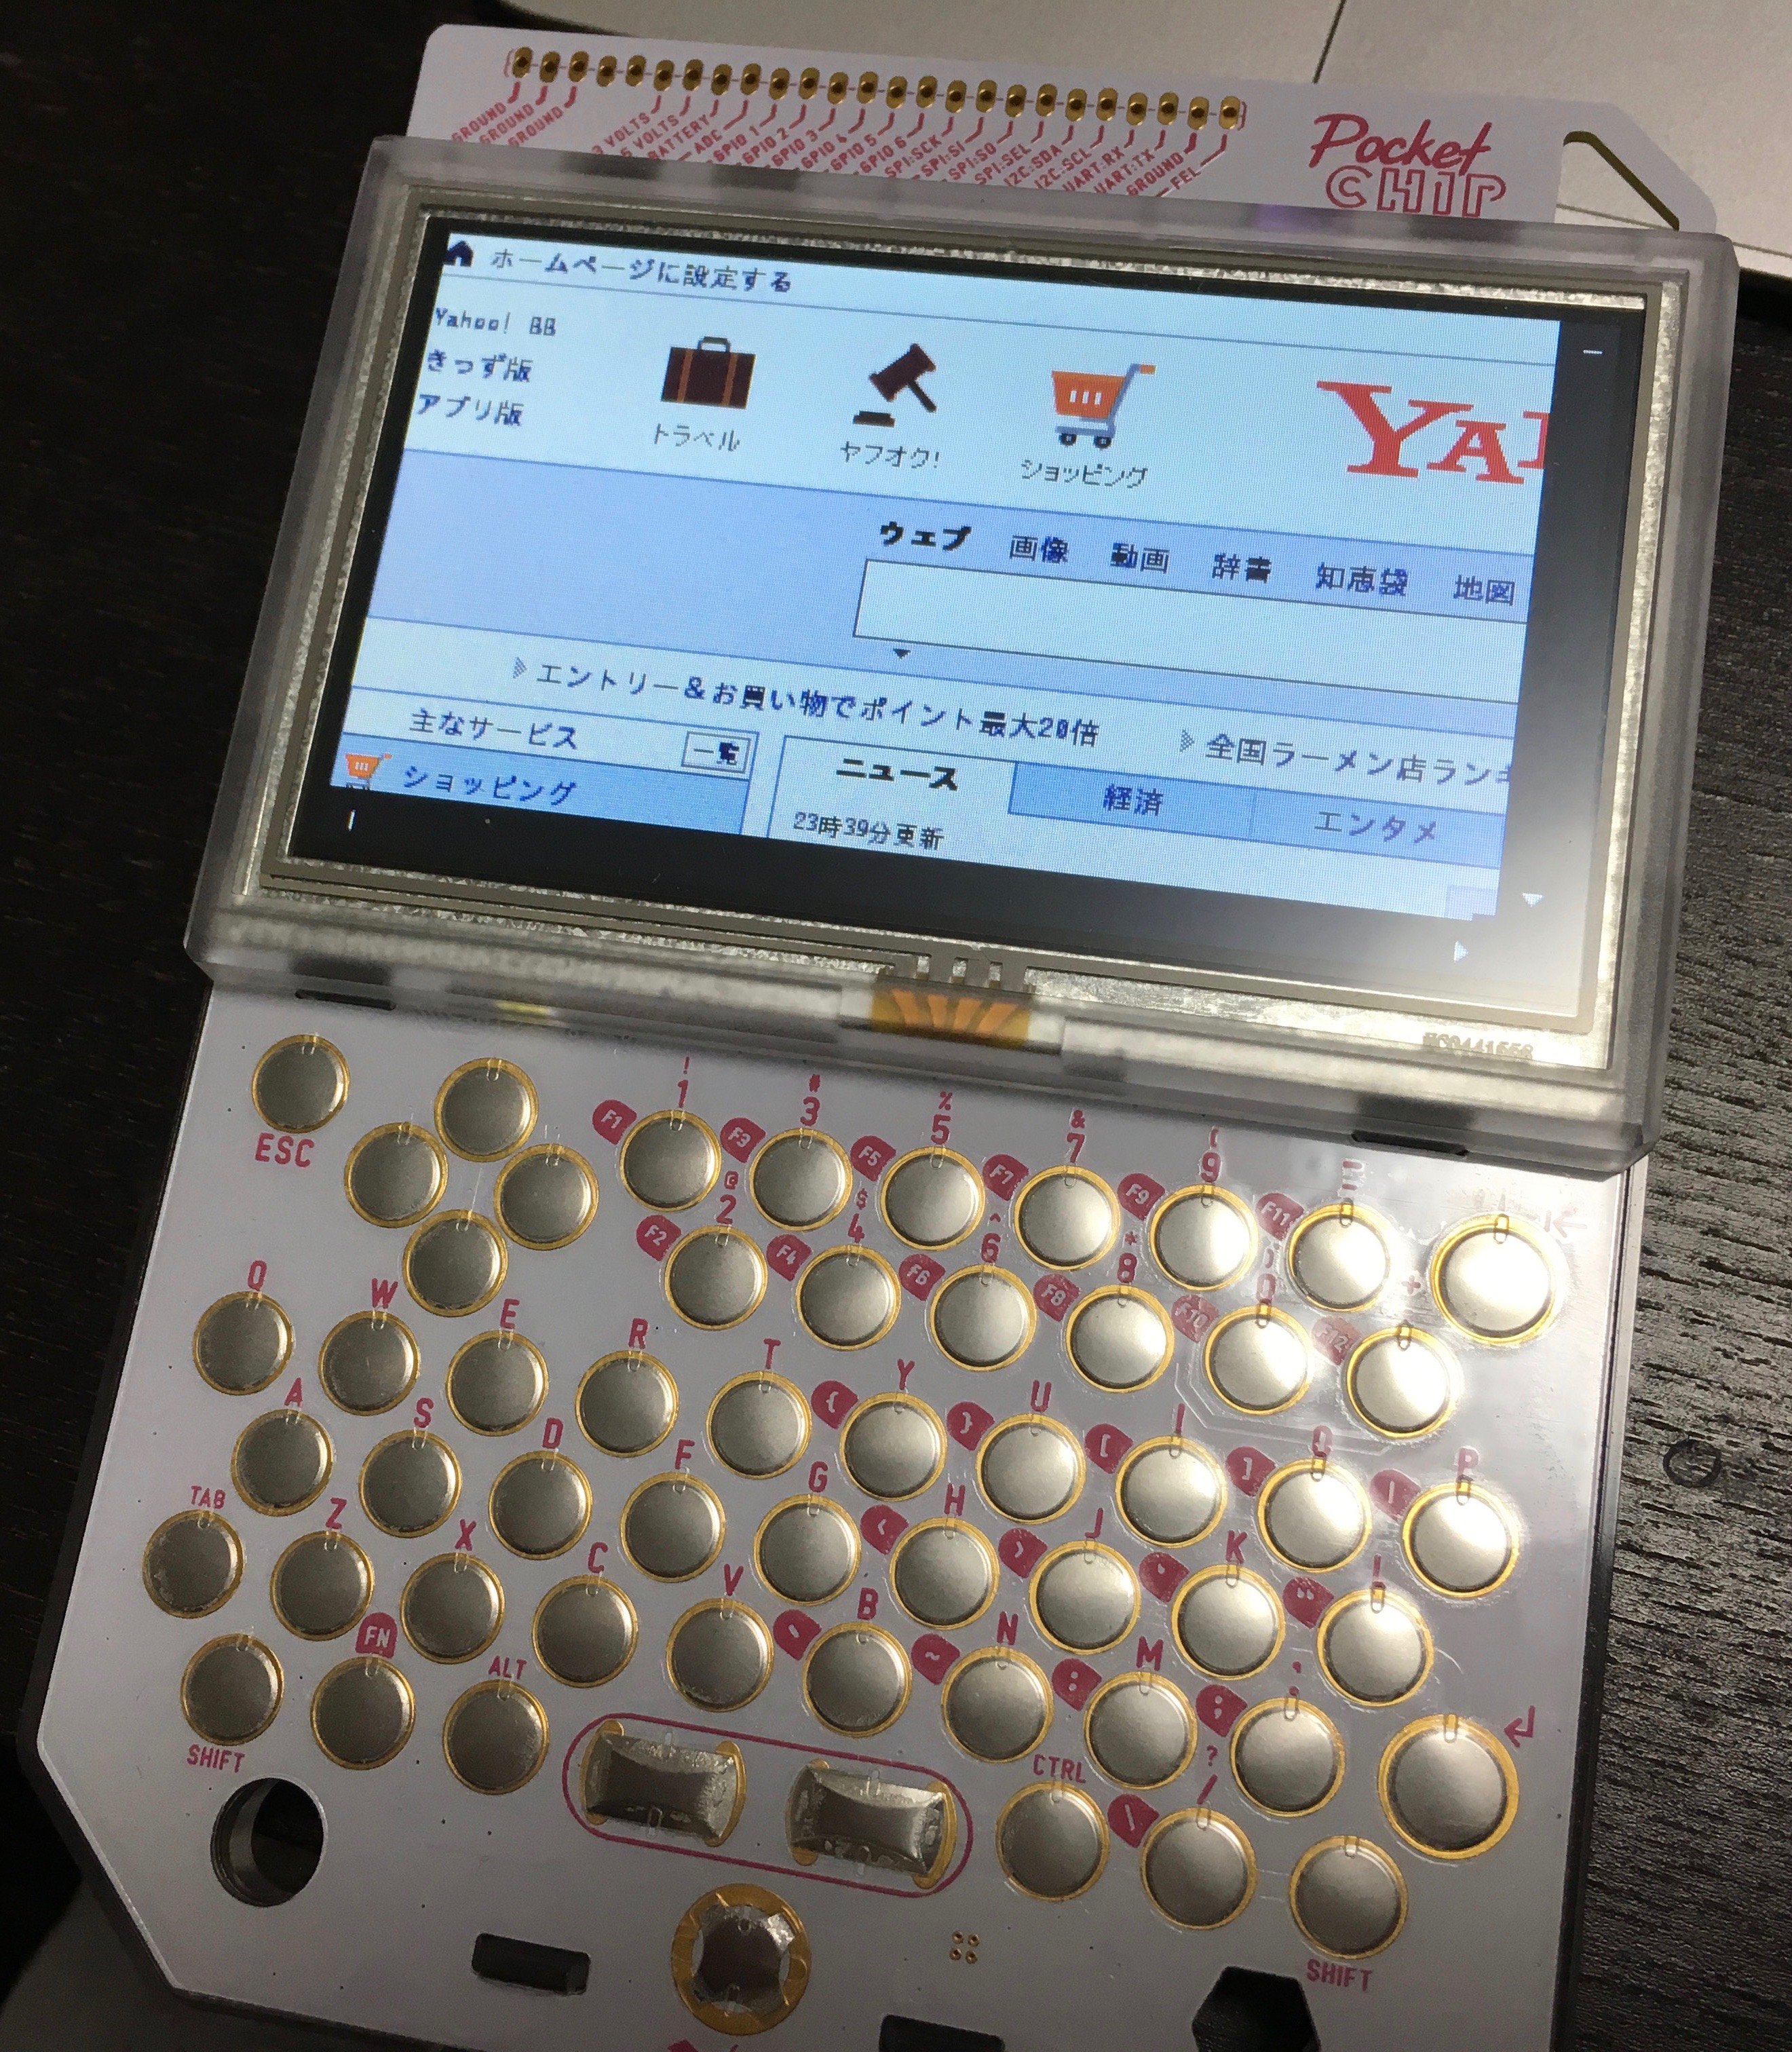 GROUND
GROUND
GROUND
3 VOLTS
5 VOLTS
BATTERY
ADC
GPIO 1
GPIO 2
GPIO 3
GPIO 4
GPIO 5
GPIO 6
SPI:SCK
SPI:SI
SPI:SO
SPI:SEL
I2C:SDA
I2C:SCL
UART:RX
UART:TX
GROUND
FEL
Pocket
CHIP
ホームページに設定する
Yahoo! BB
きっず版
アプリ版
トラベル
ヤフオク!
ショッピング
YA
ウェブ 画像 動画 辞書 知恵袋 地図
エントリー&お買い物でポイント最大20倍
全国ラーメン店ラン
主なサービス 一覧
ショッピング
ニュース 経済 エンタメ
23時39分更新
ESC
! # % & (
1 3 5 7 9
F1 F3 F5 F7 F9 F11
@ $ ^ * )
2 4 6 8 0
F2 F4 F6 F8 F10 F12
+
Q W E R T Y U I O P
{ } [ ] |
A S D F G H J K L
< > ' “
TAB Z X C V B N M
~ : ;
SHIFT FN ALT CTRL
? /
\
SHIFT